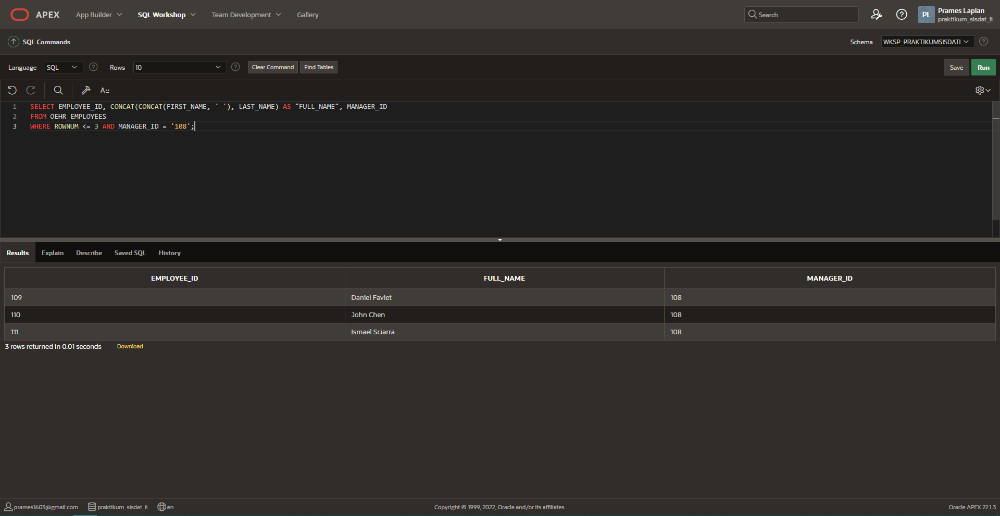 APEX App Builder SQL Workshop Team Development Gallery Search PL Prames Lapian
praktikum_sisdat_ii
SQL Commands Schema WKSP_PRAKTIKUMSISDATI
Language SQL Rows 10 Clear Command Find Tables Save Run
A::
1 SELECT EMPLOYEE_ID, CONCAT(CONCAT(FIRST_NAME, ' '), LAST_NAME) AS "FULL_NAME", MANAGER_ID
2 FROM OEHR_EMPLOYEES
3 WHERE ROWNUM <= 3 AND MANAGER_ID = '108';
Results Explain Describe Saved SQL History
EMPLOYEE_ID FULL_NAME MANAGER_ID
109 Daniel Faviet 108
110 John Chen 108
111 Ismael Sciarra 108
3 rows returned in 0.01 seconds Download
prames1603@gmail.com praktikum_sisdat_ii en Copyright © 1999, 2022, Oracle and/or its affiliates. Oracle APEX 22.1.3